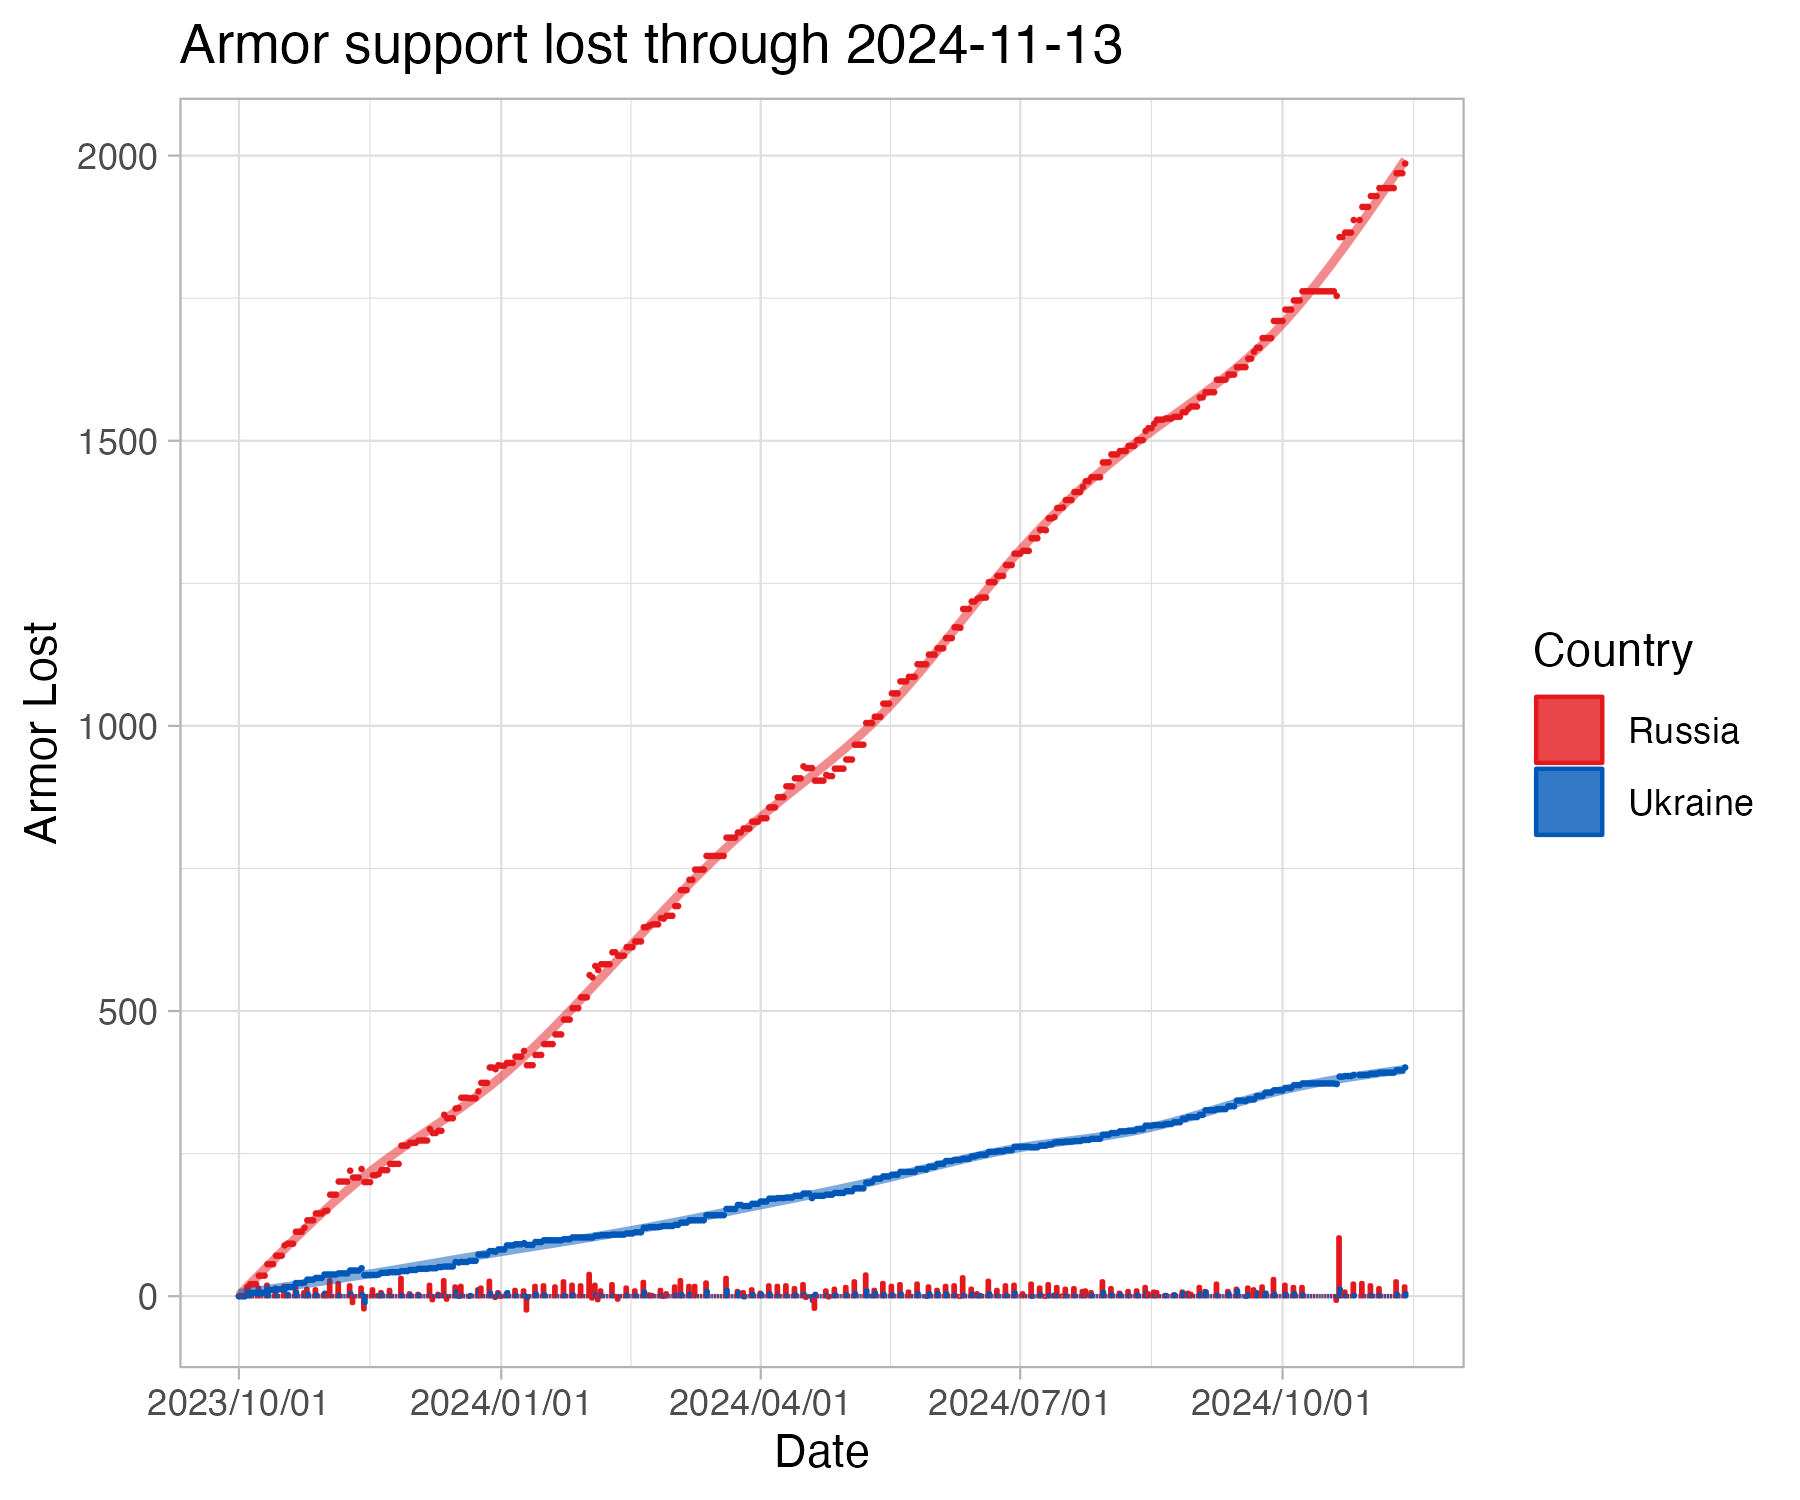 Armor support lost through 2024-11-13
Armor Lost
2000
1500
1000
500
0
2023/10/01
2024/01/01
2024/04/01
2024/07/01
2024/10/01
Date
Country
Russia
Ukraine